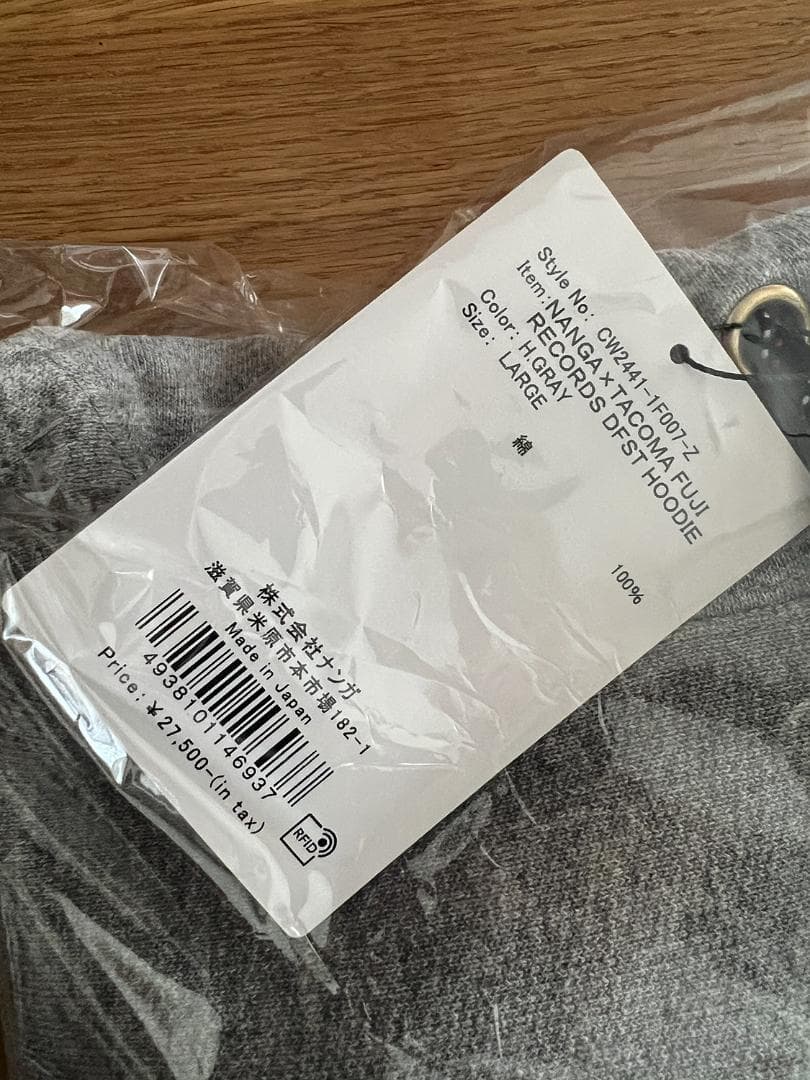 Style No: CW2441-1F007-Z
Item: NANGA×TACOMA FUJI
RECORDS DFST HOODIE
Color: H.GRAY
Size: LARGE
綿 100%
株式会社ナンガ
滋賀県米原市本市場182-1
Made in Japan
4938101146937
Price: ¥27,500-(in tax)
RFID